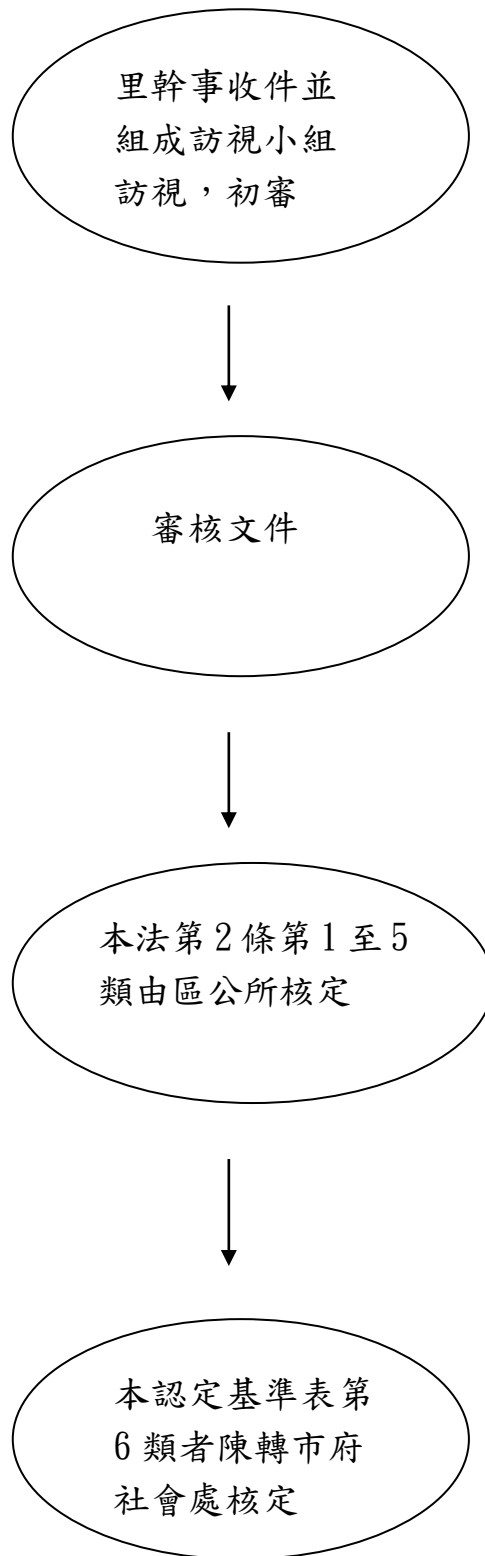 里幹事收件並
組成訪視小組
訪視，初審
審核文件
本法第2條第1至5
類由區公所核定
本認定基準表第
6類者陳轉市府
社會處核定